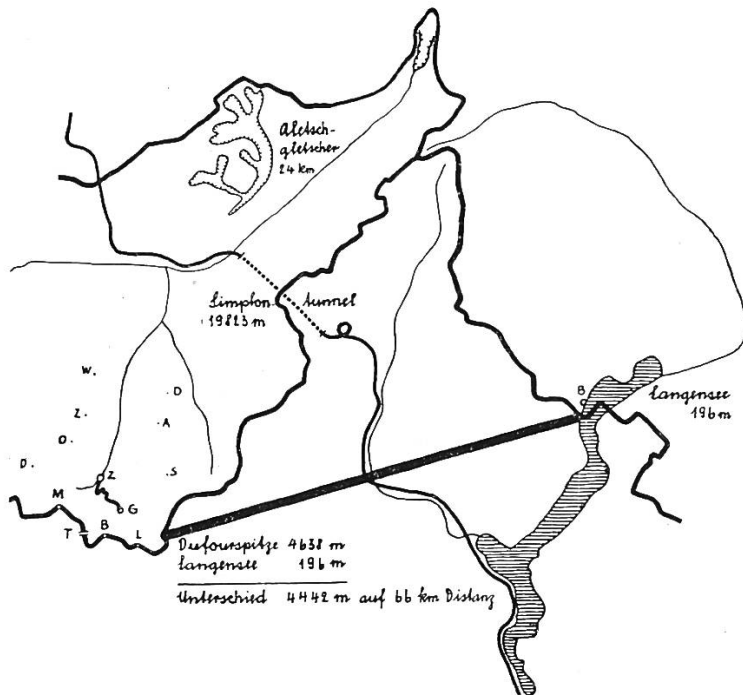 Aletsch-
gletscher
24 km
Simplon
tunnel
19823 m
W.
D
Z.
A
O.
D.
S
Z
M
G
T
B
L
B
Langensee
196 m
Dufourspitze 4638 m
Langensee 196 m
Unterschied 4442 m auf 66 km Distanz